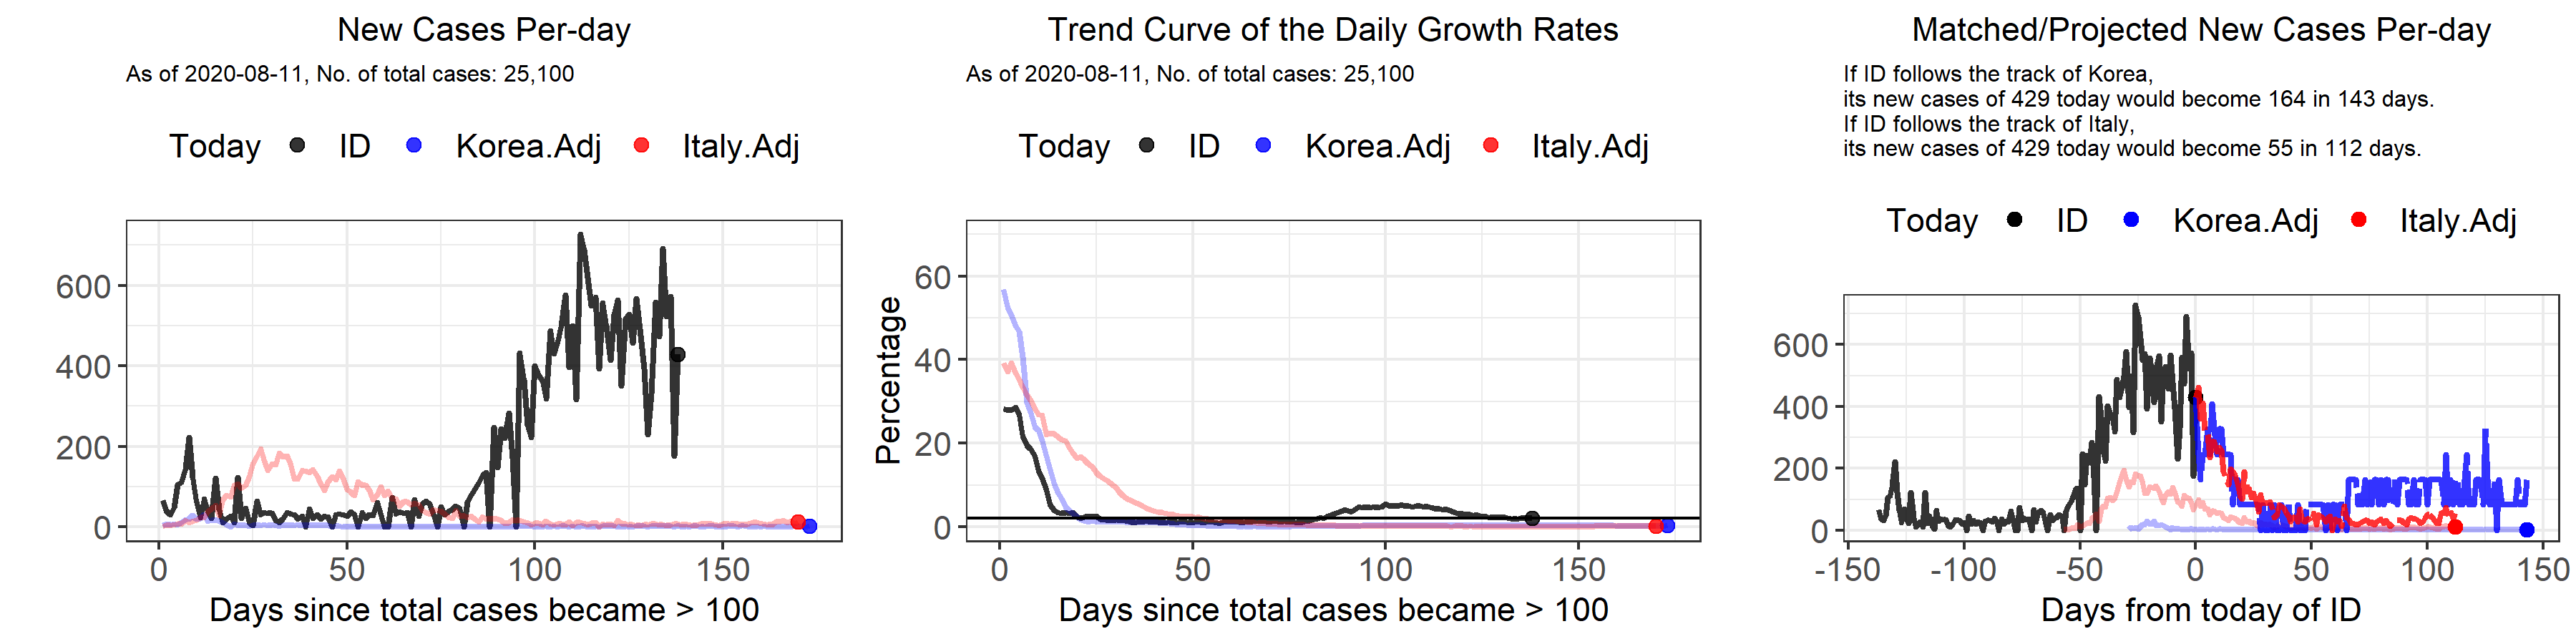 New Cases Per-day
As of 2020-08-11, No. of total cases: 25,100
Today ID Korea.Adj Italy.Adj
600
400
200
0
0 50 100 150
Days since total cases became > 100
Trend Curve of the Daily Growth Rates
As of 2020-08-11, No. of total cases: 25,100
Today ID Korea.Adj Italy.Adj
Percentage
60
40
20
0
0 50 100 150
Days since total cases became > 100
Matched/Projected New Cases Per-day
If ID follows the track of Korea,
its new cases of 429 today would become 164 in 143 days.
If ID follows the track of Italy,
its new cases of 429 today would become 55 in 112 days.
Today ID Korea.Adj Italy.Adj
600
400
200
0
-150 -100 -50 0 50 100 150
Days from today of ID